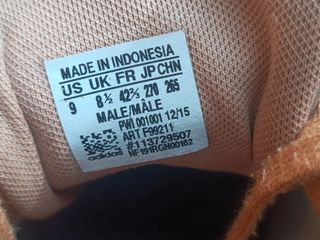 MADE IN INDONESIA
US UK FR JP CHN
9 8½ 42⅔ 270 265
MALE/MÂLE
PWI 001001 12/15
ART F99211
#113729507
adidas NF191RGN00162